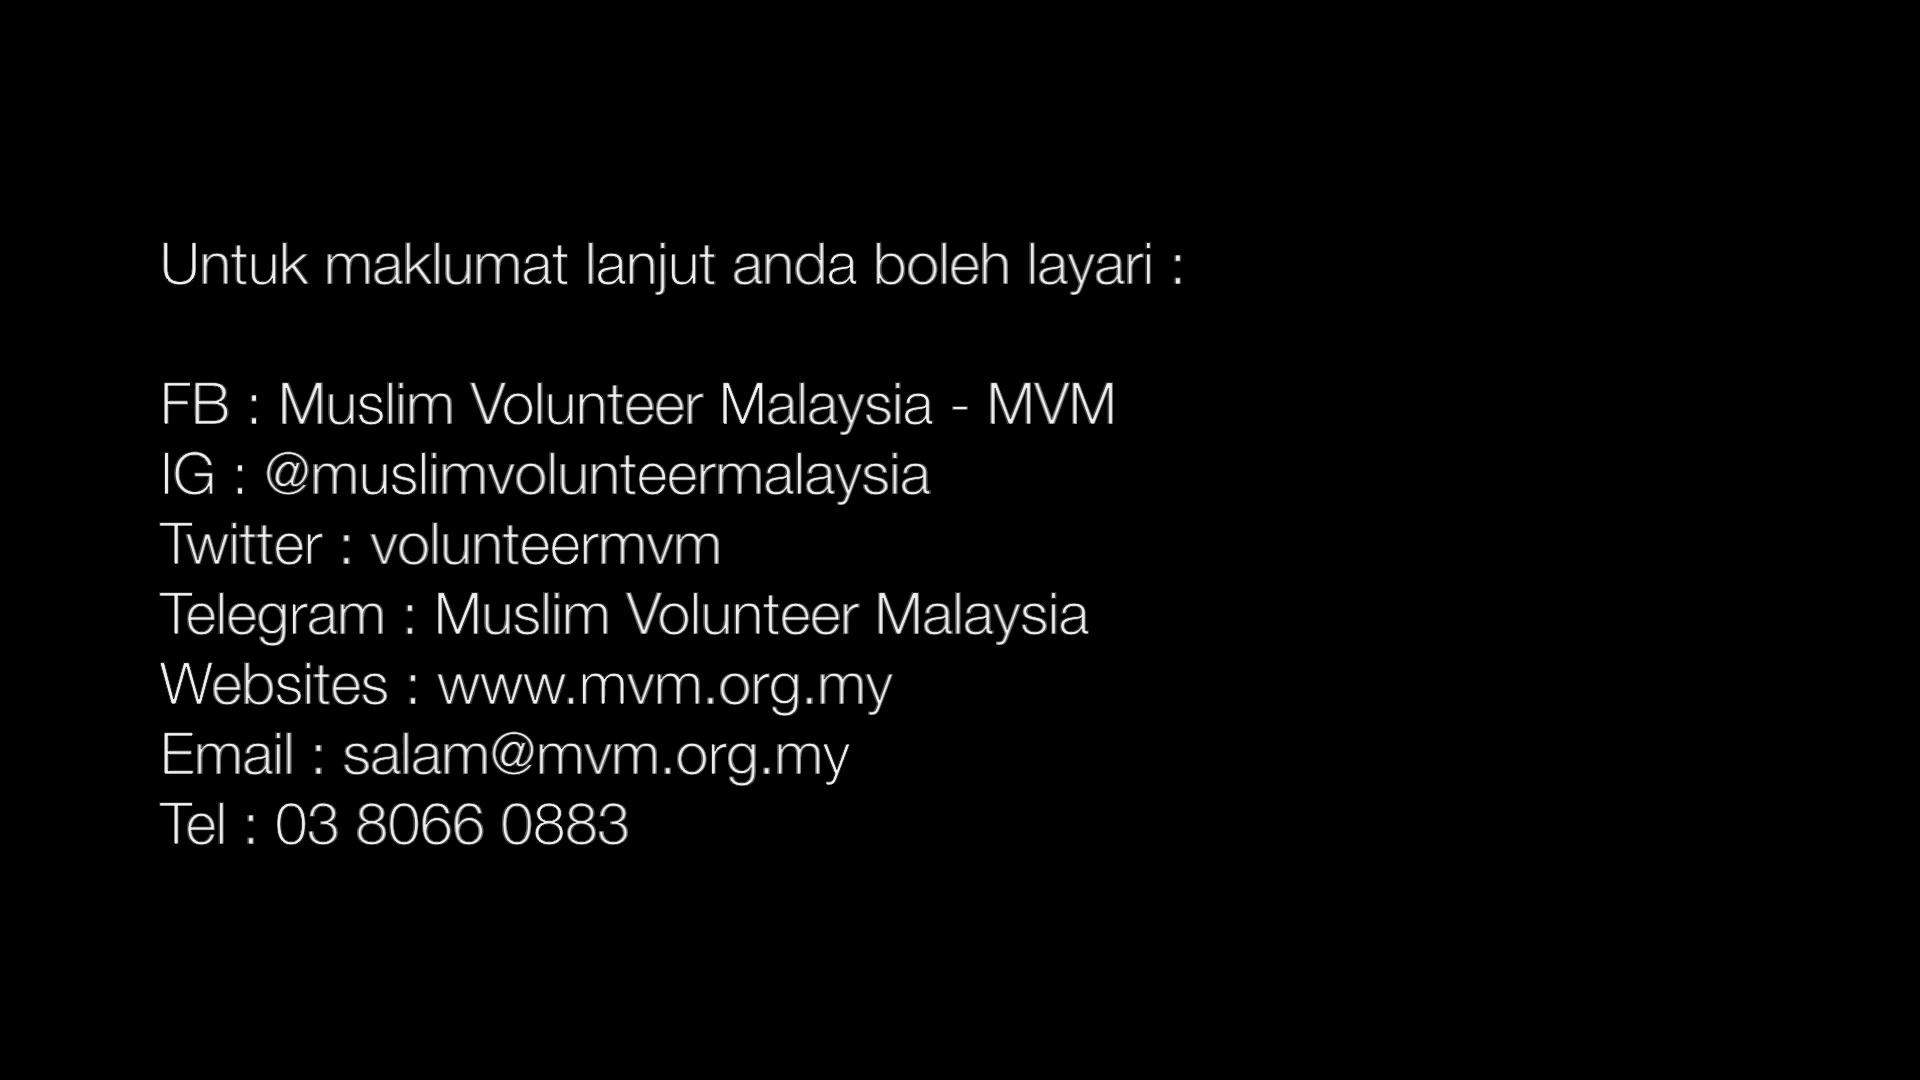 Untuk maklumat lanjut anda boleh layari :
FB : Muslim Volunteer Malaysia - MVM
IG : @muslimvolunteermalaysia
Twitter : volunteermvm
Telegram : Muslim Volunteer Malaysia
Websites : www.mvm.org.my
Email : salam@mvm.org.my
Tel : 03 8066 0883